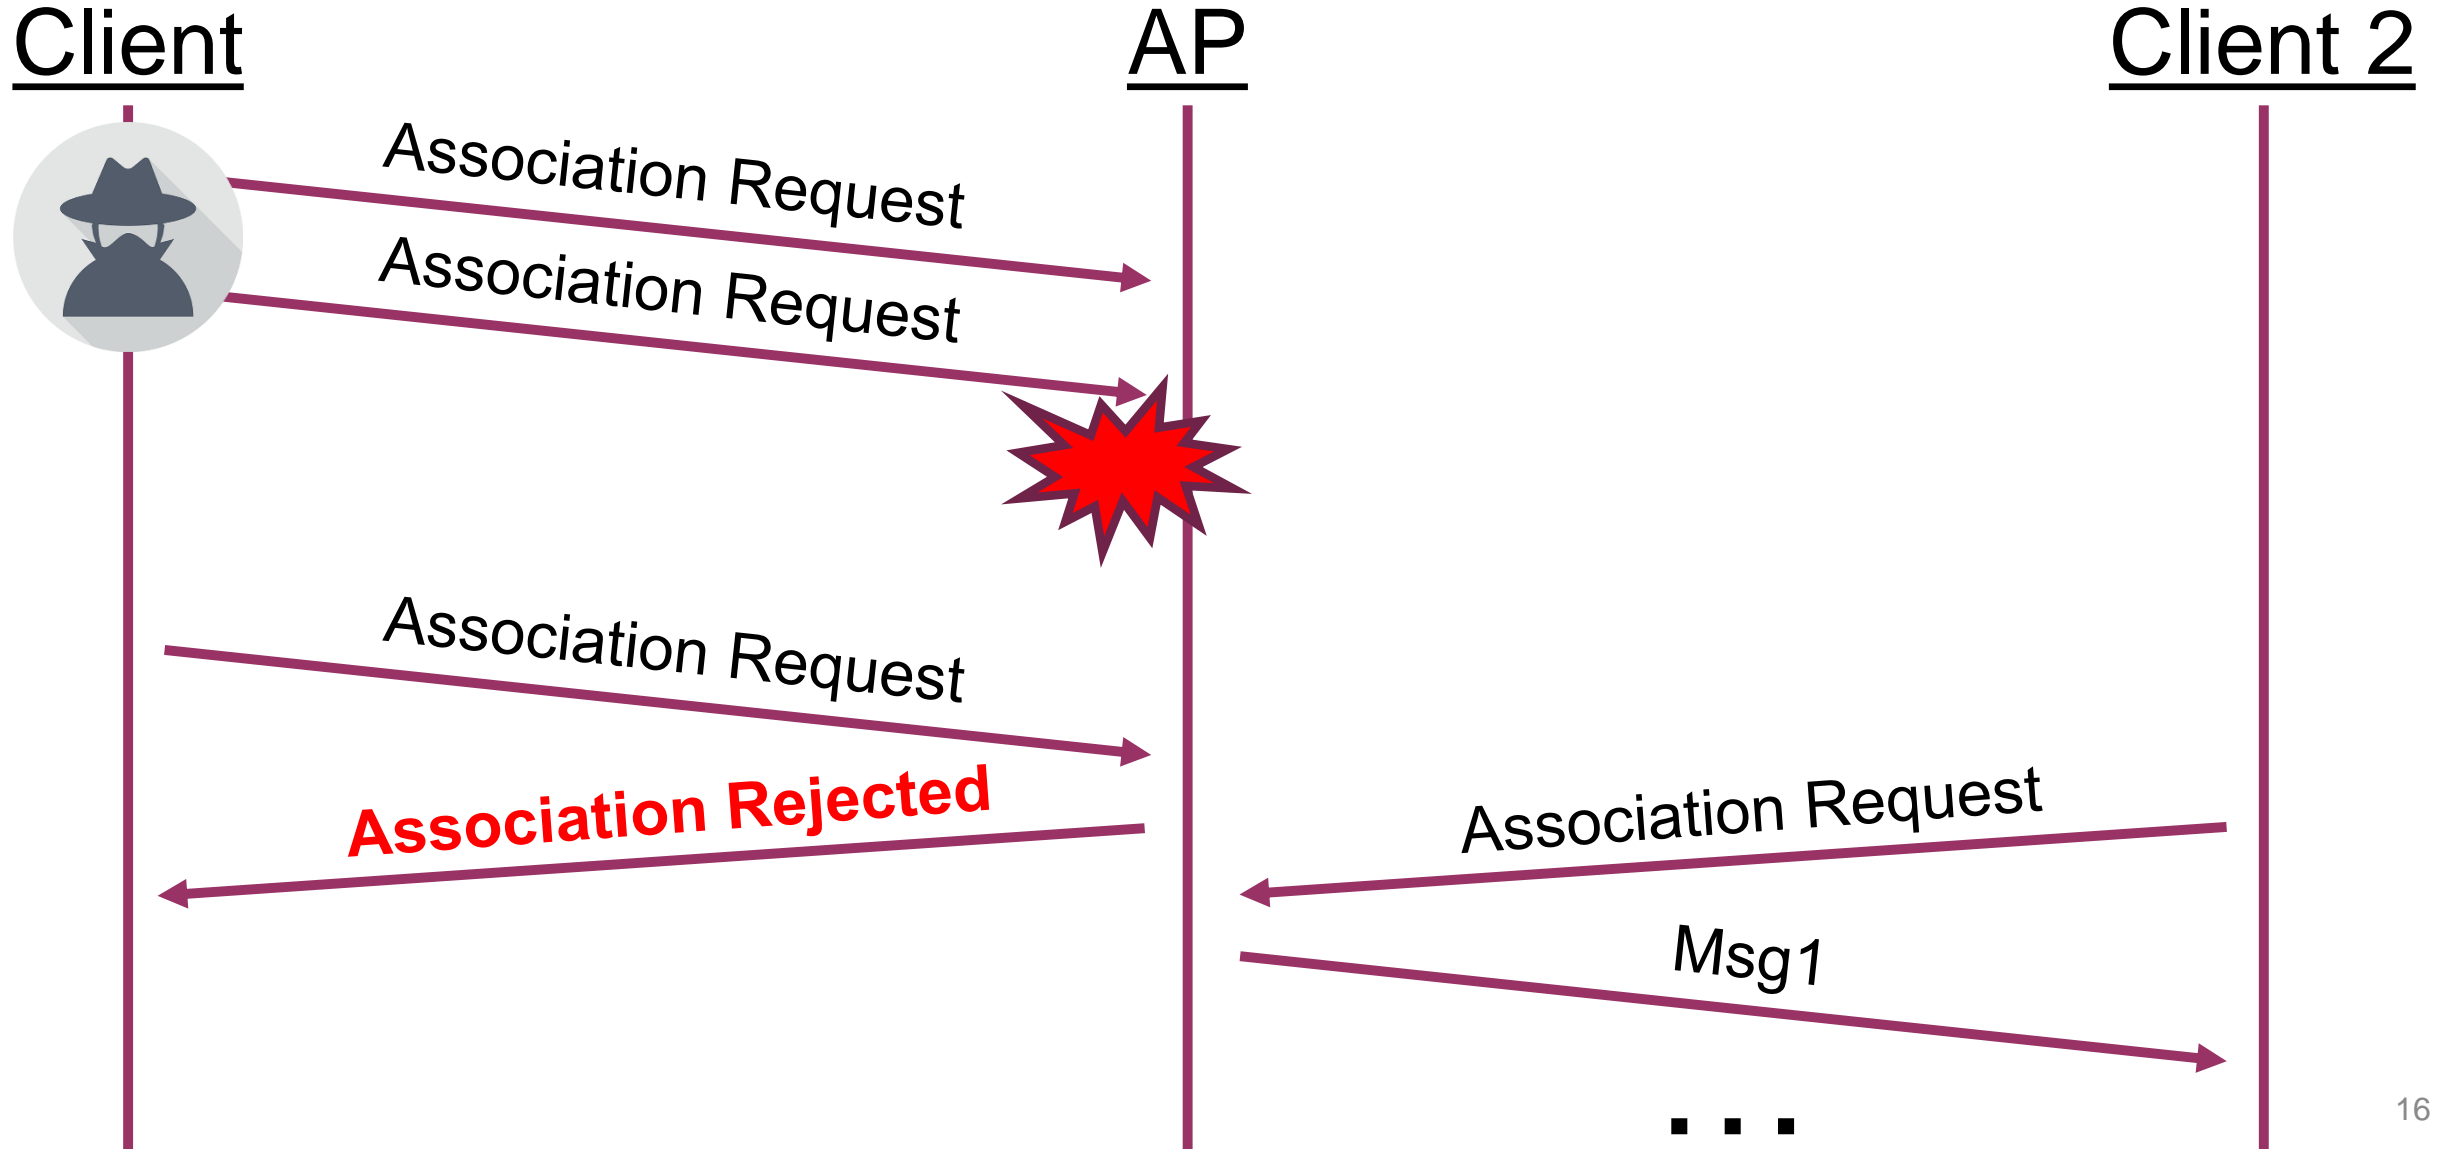 Client
AP
Client 2
Association Request
Association Request
Association Request
Association Rejected
Association Request
Msg1
...
16